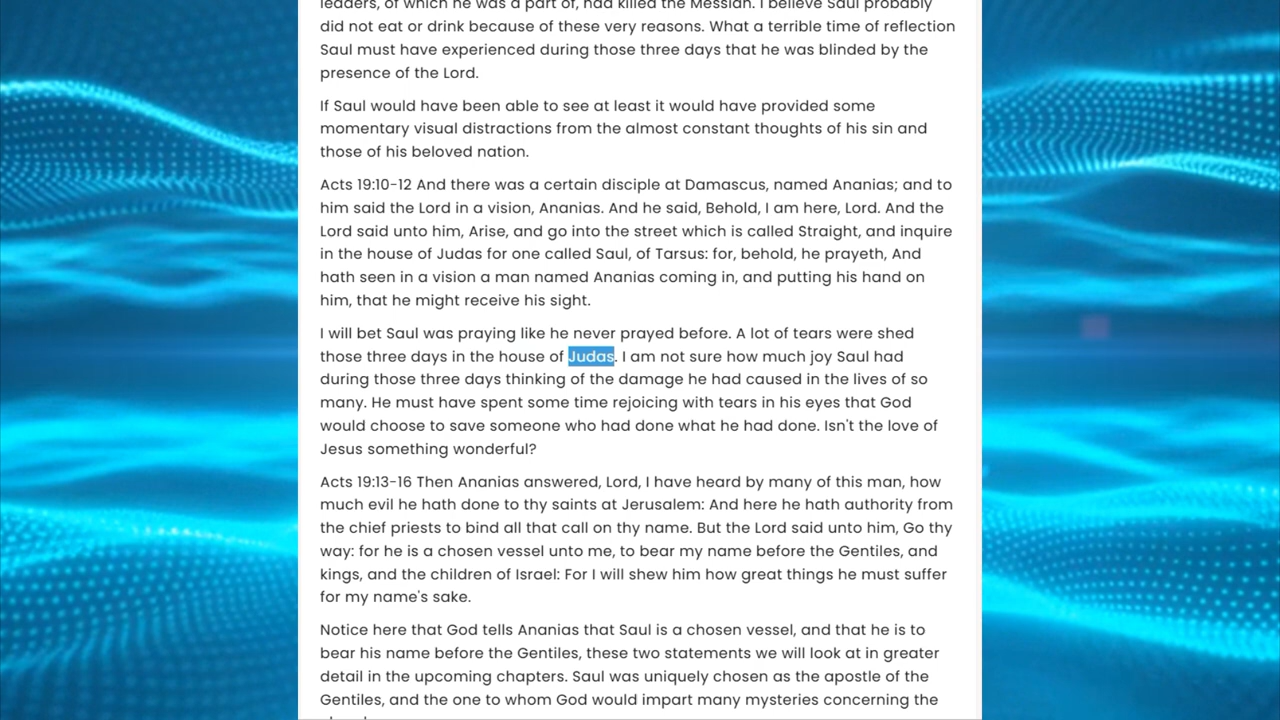 leaders, of which he was a part of, had killed the Messiah. I believe Saul probably
did not eat or drink because of these very reasons. What a terrible time of reflection
Saul must have experienced during those three days that he was blinded by the
presence of the Lord.
If Saul would have been able to see at least it would have provided some
momentary visual distractions from the almost constant thoughts of his sin and
those of his beloved nation.
Acts 19:10-12 And there was a certain disciple at Damascus, named Ananias; and to
him said the Lord in a vision, Ananias. And he said, Behold, I am here, Lord. And the
Lord said unto him, Arise, and go into the street which is called Straight, and inquire
in the house of Judas for one called Saul, of Tarsus: for, behold, he prayeth, And
hath seen in a vision a man named Ananias coming in, and putting his hand on
him, that he might receive his sight.
I will bet Saul was praying like he never prayed before. A lot of tears were shed
those three days in the house of Judas. I am not sure how much joy Saul had
during those three days thinking of the damage he had caused in the lives of so
many. He must have spent some time rejoicing with tears in his eyes that God
would choose to save someone who had done what he had done. Isn't the love of
Jesus something wonderful?
Acts 19:13-16 Then Ananias answered, Lord, I have heard by many of this man, how
much evil he hath done to thy saints at Jerusalem: And here he hath authority from
the chief priests to bind all that call on thy name. But the Lord said unto him, Go thy
way: for he is a chosen vessel unto me, to bear my name before the Gentiles, and
kings, and the children of Israel: For I will shew him how great things he must suffer
for my name's sake.
Notice here that God tells Ananias that Saul is a chosen vessel, and that he is to
bear his name before the Gentiles, these two statements we will look at in greater
detail in the upcoming chapters. Saul was uniquely chosen as the apostle of the
Gentiles, and the one to whom God would impart many mysteries concerning the